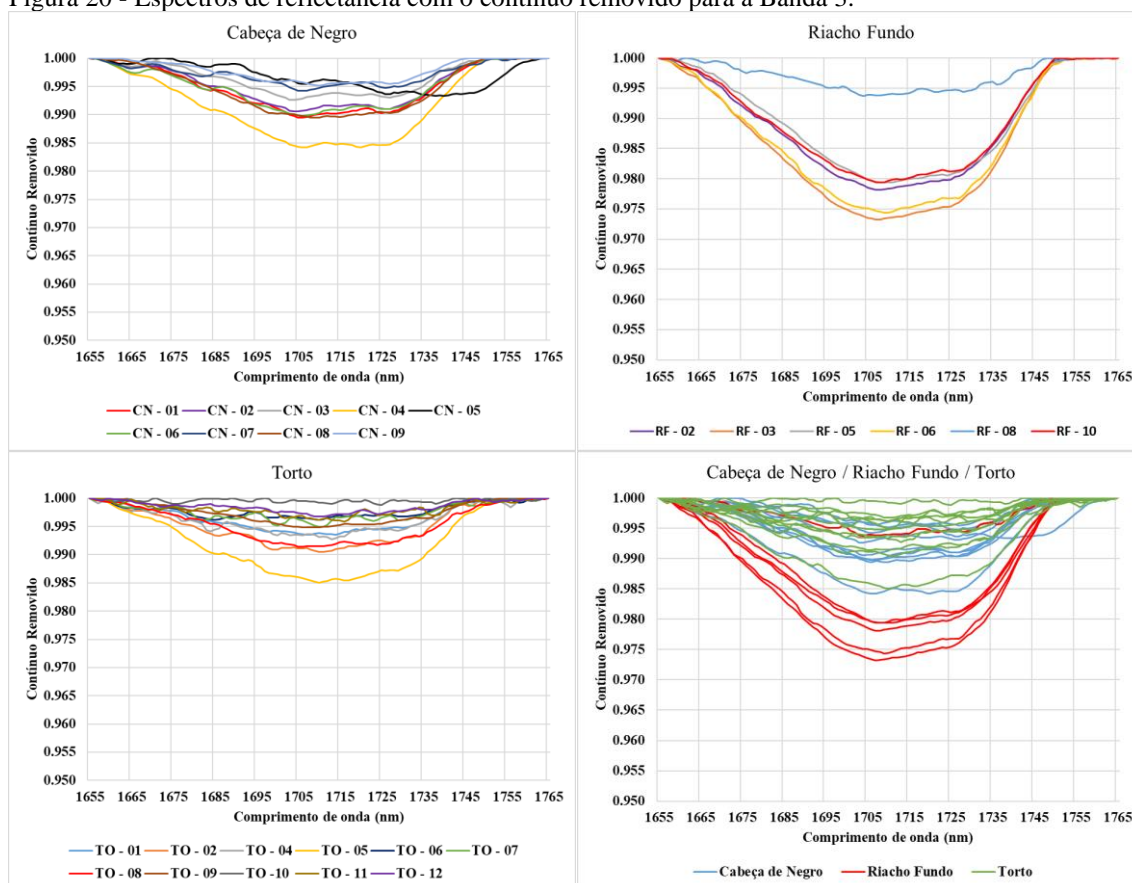 Figura 20 - Espectros de reflectância com o contínuo removido para a Banda 3.
Cabeça de Negro
Contínuo Removido
1.000
0.995
0.990
0.985
0.980
0.975
0.970
0.965
0.960
0.955
0.950
1655 1665 1675 1685 1695 1705 1715 1725 1735 1745 1755 1765
Comprimento de onda (nm)
CN - 01 CN - 02 CN - 03 CN - 04 CN - 05
CN - 06 CN - 07 CN - 08 CN - 09
Riacho Fundo
Contínuo Removido
1.000
0.995
0.990
0.985
0.980
0.975
0.970
0.965
0.960
0.955
0.950
1655 1665 1675 1685 1695 1705 1715 1725 1735 1745 1755 1765
Comprimento de onda (nm)
RF - 02 RF - 03 RF - 05 RF - 06 RF - 08 RF - 10
Torto
Contínuo Removido
1.000
0.995
0.990
0.985
0.980
0.975
0.970
0.965
0.960
0.955
0.950
1655 1665 1675 1685 1695 1705 1715 1725 1735 1745 1755 1765
Comprimento de onda (nm)
TO - 01 TO - 02 TO - 04 TO - 05 TO - 06 TO - 07
TO - 08 TO - 09 TO -10 TO - 11 TO - 12
Cabeça de Negro / Riacho Fundo / Torto
Contínuo Removido
1.000
0.995
0.990
0.985
0.980
0.975
0.970
0.965
0.960
0.955
0.950
1655 1665 1675 1685 1695 1705 1715 1725 1735 1745 1755 1765
Comprimento de onda (nm)
Cabeça de Negro Riacho Fundo Torto